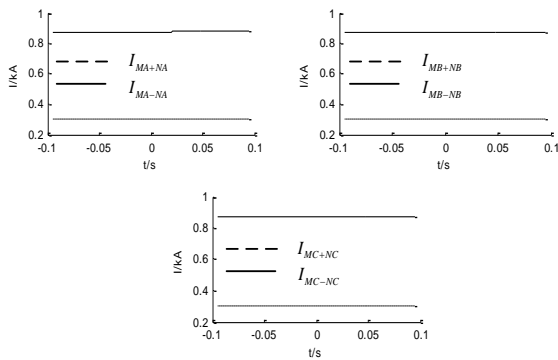 1
0.8
0.6
0.4
0.2
I/kA
I_{MA+NA}
I_{MA-NA}
-0.1 -0.05 0 0.05 0.1
t/s
1
0.8
0.6
0.4
0.2
I/kA
I_{MB+NB}
I_{MB-NB}
-0.1 -0.05 0 0.05 0.1
t/s
1
0.8
0.6
0.4
0.2
I/kA
I_{MC+NC}
I_{MC-NC}
-0.1 -0.05 0 0.05 0.1
t/s